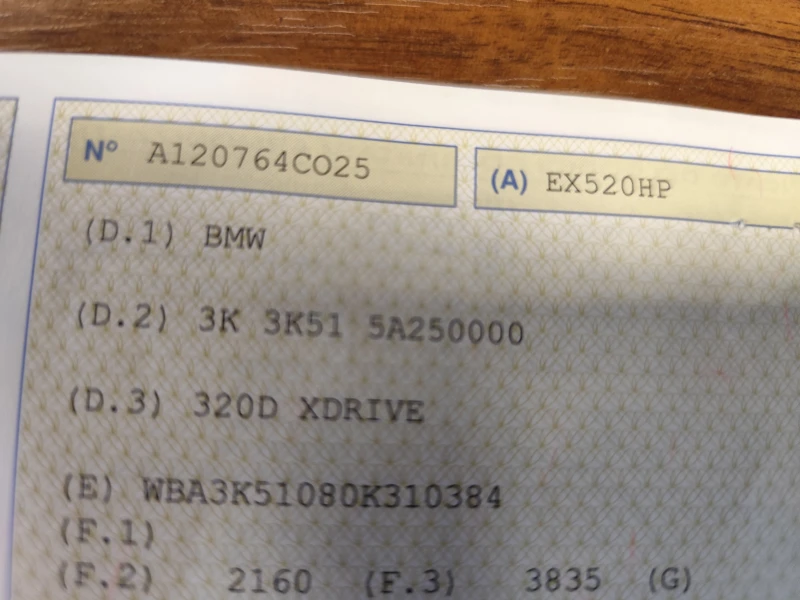 N° A120764CO25 (A) EX520HP
(D.1) BMW
(D.2) 3K 3K51 5A250000
(D.3) 320D XDRIVE
(E) WBA3K51080K310384
(F.1)
(F.2) 2160 (F.3) 3835 (G)